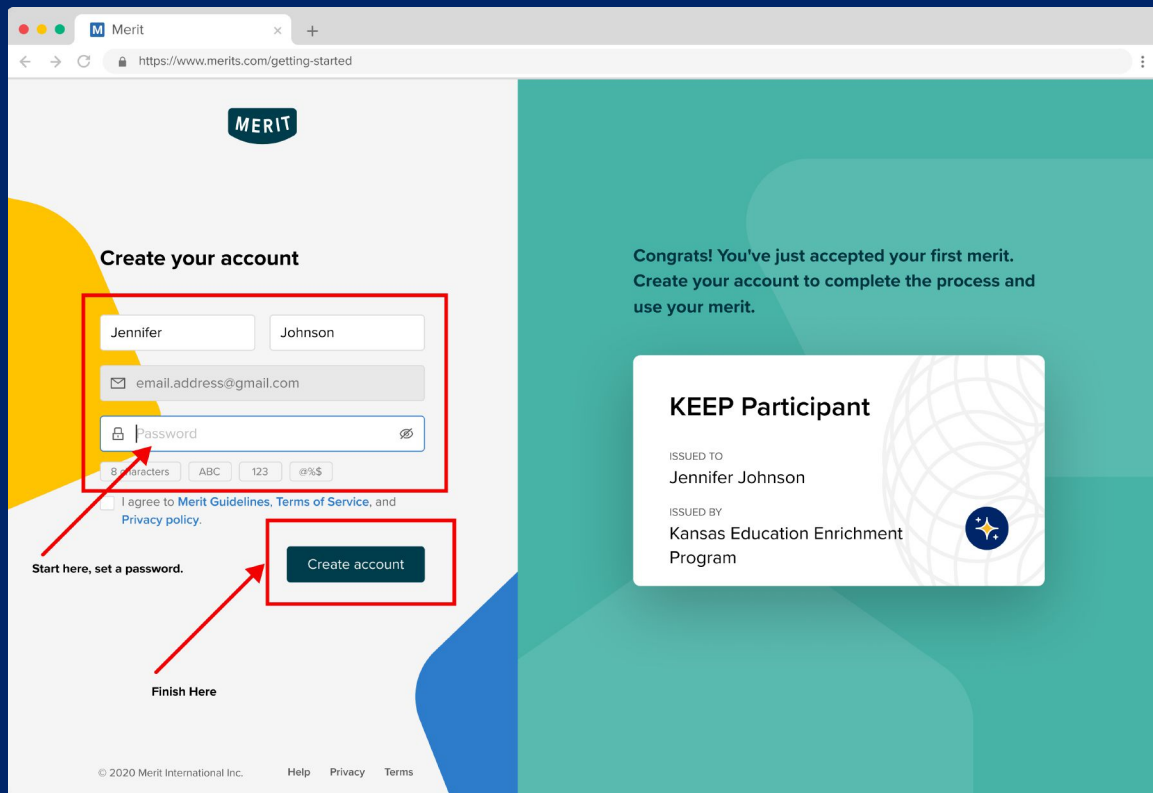 M Merit
https://www.merits.com/getting-started
MERIT
Create your account
Jennifer
Johnson
email.address@gmail.com
Password
8 characters
ABC
123
@%$
I agree to Merit Guidelines, Terms of Service, and
Privacy policy.
Start here, set a password.
Create account
Finish Here
© 2020 Merit International Inc.
Help
Privacy
Terms
Congrats! You've just accepted your first merit.
Create your account to complete the process and
use your merit.
KEEP Participant
ISSUED TO
Jennifer Johnson
ISSUED BY
Kansas Education Enrichment
Program